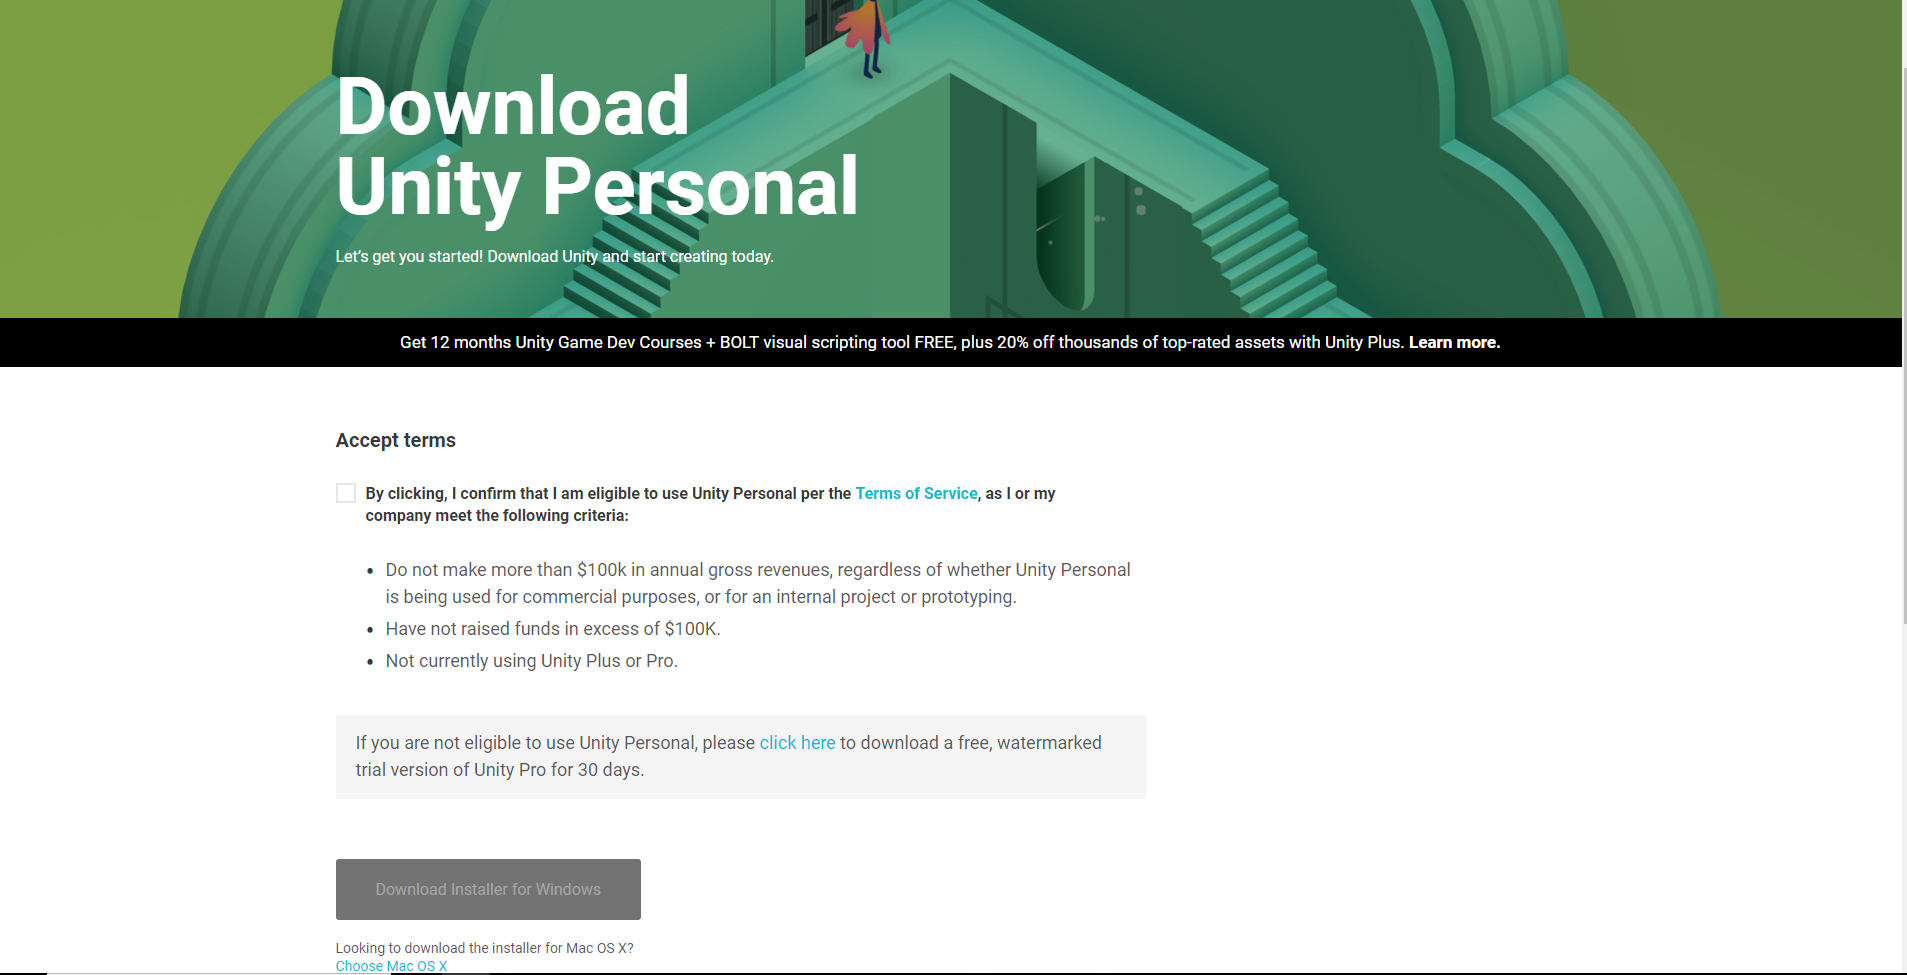 Download
Unity Personal
Let's get you started! Download Unity and start creating today.
Get 12 months Unity Game Dev Courses + BOLT visual scripting tool FREE, plus 20% off thousands of top-rated assets with Unity Plus. Learn more.
Accept terms
By clicking, I confirm that I am eligible to use Unity Personal per the Terms of Service, as I or my
company meet the following criteria:
• Do not make more than $100k in annual gross revenues, regardless of whether Unity Personal
is being used for commercial purposes, or for an internal project or prototyping.
• Have not raised funds in excess of $100K.
• Not currently using Unity Plus or Pro.
If you are not eligible to use Unity Personal, please click here to download a free, watermarked
trial version of Unity Pro for 30 days.
Download Installer for Windows
Looking to download the installer for Mac OS X?
Choose Mac OS X